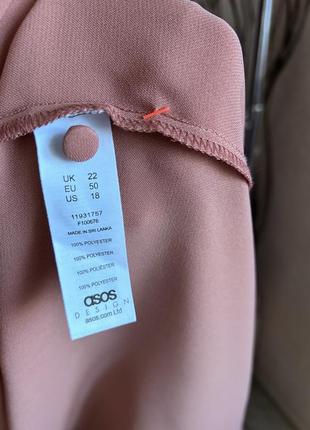 UK 22
EU 50
US 18
11931757
F100676
MADE IN SRI LANKA
100% POLYESTER
100% POLYESTER
100% POLIÉSTER
100% POLYESTER
asos
DESIGN
asos.com Ltd